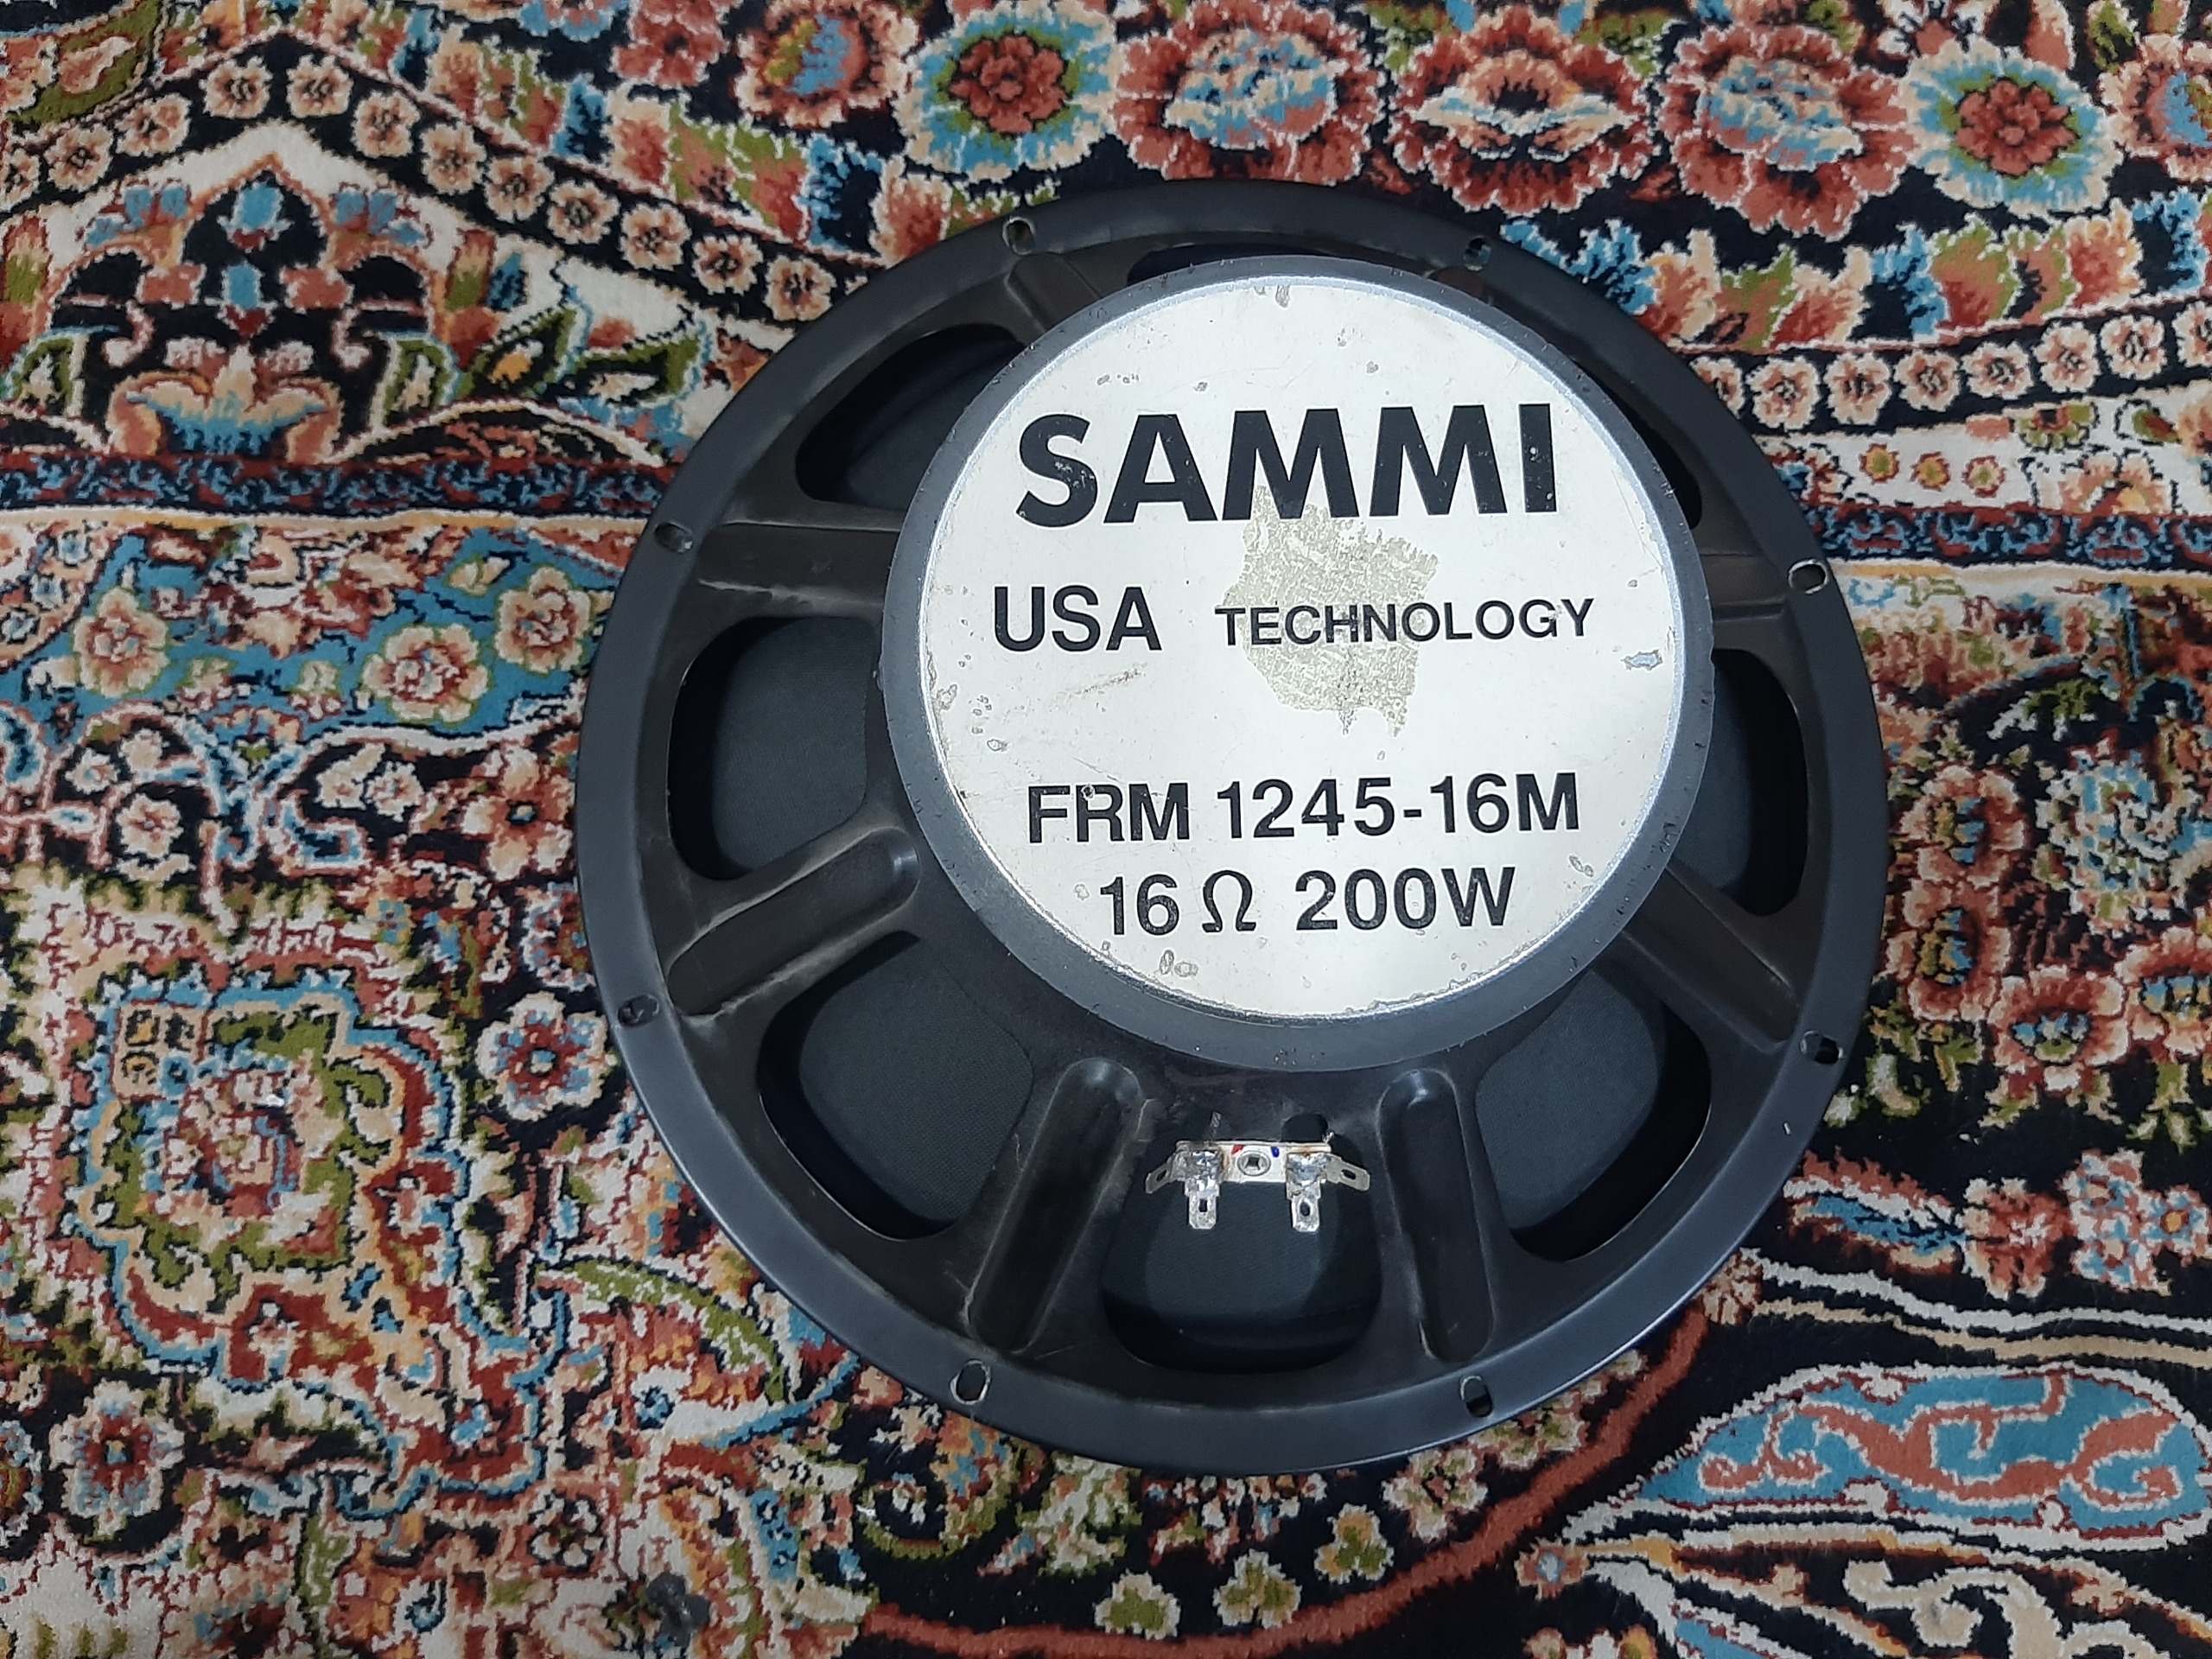 SAMMI
USA TECHNOLOGY
FRM 1245-16M
16 Ω 200W